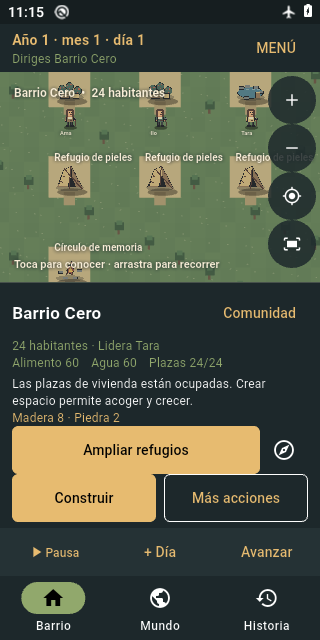 11:15
Año 1 · mes 1 · día 1
Diriges Barrio Cero
MENÚ
Barrio Cero · 24 habitantes
Ama
Ilo
Tara
Refugio de pieles
Refugio de pieles
Refugio de pieles
Círculo de memoria
Toca para conocer · arrastra para recorrer
Barrio Cero
Comunidad
24 habitantes · Lidera Tara
Alimento 60 Agua 60 Plazas 24/24
Las plazas de vivienda están ocupadas. Crear
espacio permite acoger y crecer.
Madera 8 · Piedra 2
Ampliar refugios
Construir
Más acciones
Pausa
+ Día
Avanzar
Barrio
Mundo
Historia